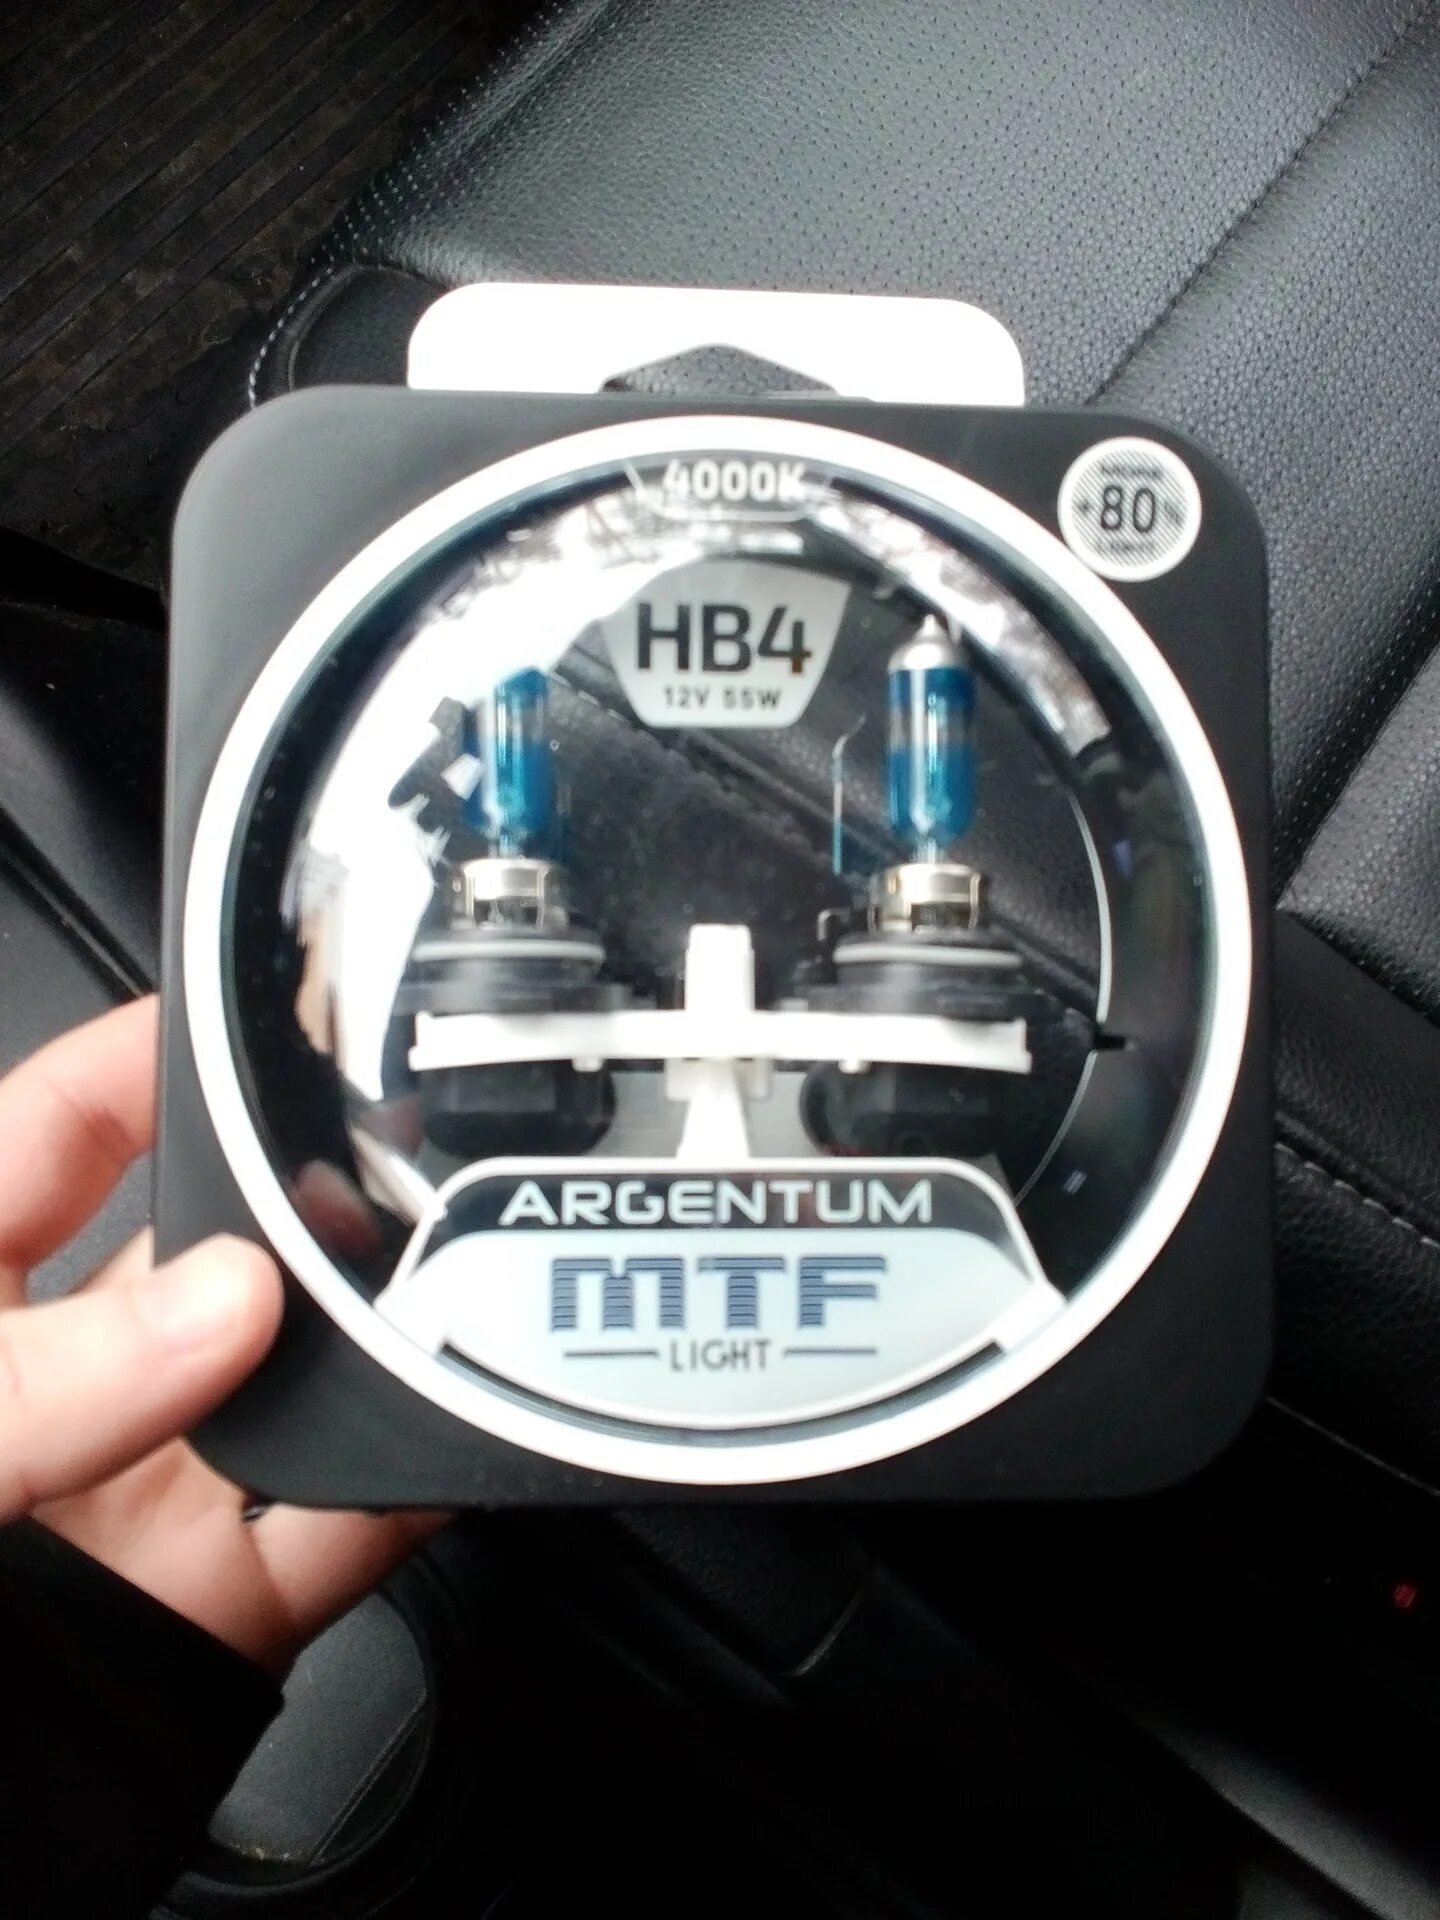 4000K
+80%
HB4
12V 55W
ARGENTUM
MTF
LIGHT